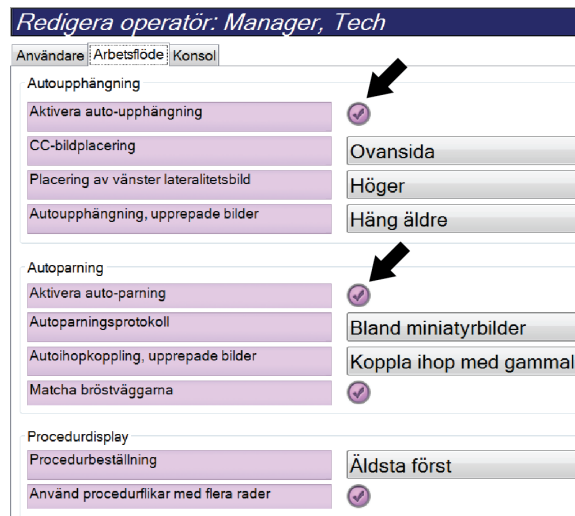 Redigera operatör: Manager, Tech
Användare Arbetsflöde Konsol
Autoupphängning
Aktivera auto-upphängning
CC-bildplacering Ovansida
Placering av vänster lateralitetsbild Höger
Autoupphängning, upprepade bilder Häng äldre
Autoparning
Aktivera auto-parning
Autoparningsprotokoll Bland miniatyrbilder
Autoihopkoppling, upprepade bilder Koppla ihop med gammal
Matcha bröstväggarna
Procedurdisplay
Procedurbeställning Äldsta först
Använd procedurflikar med flera rader